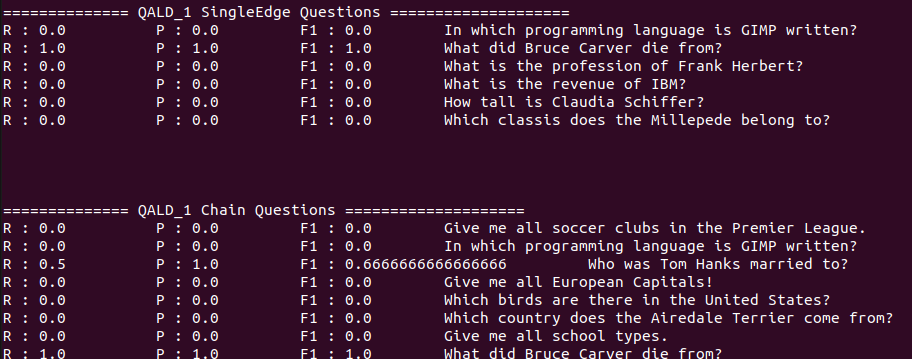 ============== QALD_1 SingleEdge Questions ====================
R : 0.0 P : 0.0 F1 : 0.0 In which programming language is GIMP written?
R : 1.0 P : 1.0 F1 : 1.0 What did Bruce Carver die from?
R : 0.0 P : 0.0 F1 : 0.0 What is the profession of Frank Herbert?
R : 0.0 P : 0.0 F1 : 0.0 What is the revenue of IBM?
R : 0.0 P : 0.0 F1 : 0.0 How tall is Claudia Schiffer?
R : 0.0 P : 0.0 F1 : 0.0 Which classis does the Millepede belong to?
============== QALD_1 Chain Questions ====================
R : 0.0 P : 0.0 F1 : 0.0 Give me all soccer clubs in the Premier League.
R : 0.0 P : 0.0 F1 : 0.0 In which programming language is GIMP written?
R : 0.5 P : 1.0 F1 : 0.6666666666666666 Who was Tom Hanks married to?
R : 0.0 P : 0.0 F1 : 0.0 Give me all European Capitals!
R : 0.0 P : 0.0 F1 : 0.0 Which birds are there in the United States?
R : 0.0 P : 0.0 F1 : 0.0 Which country does the Airedale Terrier come from?
R : 0.0 P : 0.0 F1 : 0.0 Give me all school types.
R : 1.0 P : 1.0 F1 : 1.0 What did Bruce Carver die from?